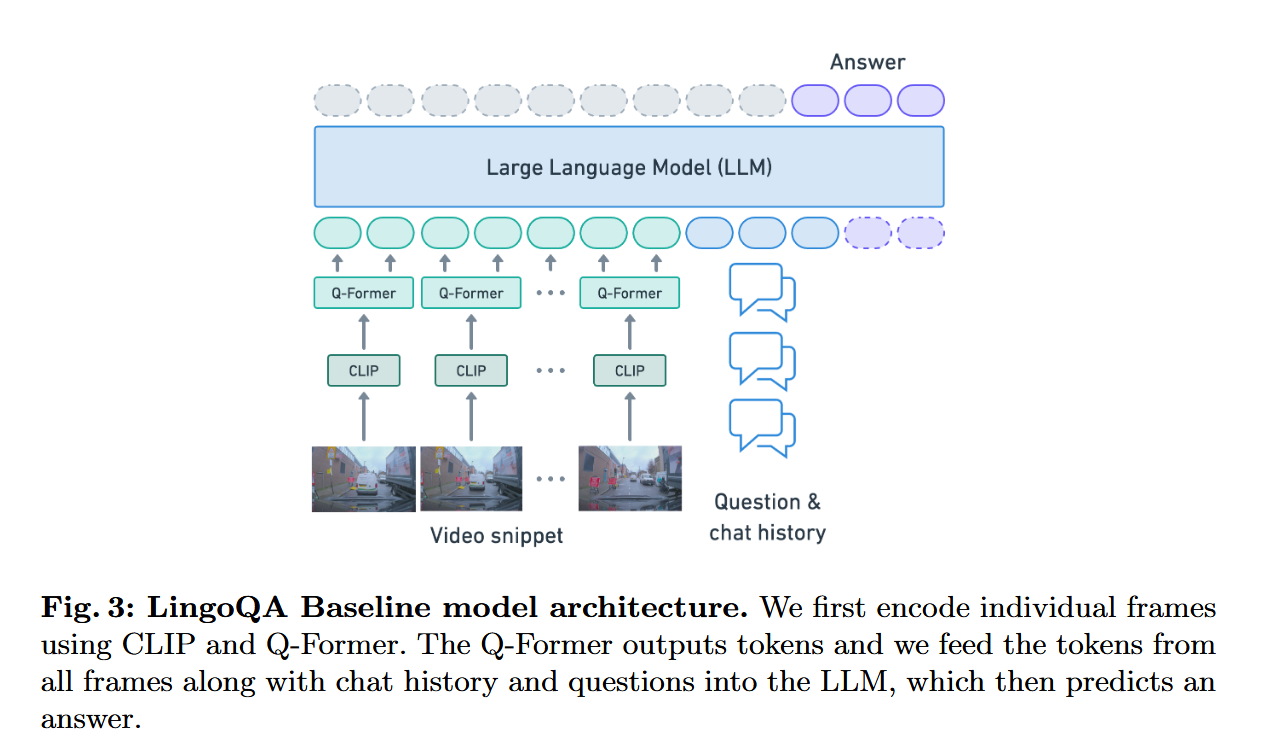 Answer
Large Language Model (LLM)
Q-Former Q-Former ... Q-Former
CLIP CLIP ... CLIP
...
Video snippet
Question &
chat history
Fig. 3: LingoQA Baseline model architecture. We first encode individual frames
using CLIP and Q-Former. The Q-Former outputs tokens and we feed the tokens from
all frames along with chat history and questions into the LLM, which then predicts an
answer.